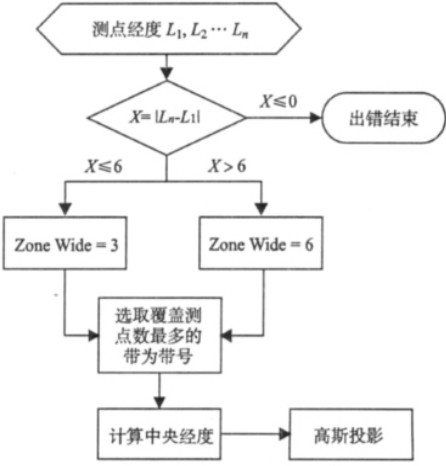 测点经度 L₁, L₂ ⋯ Lₙ
X= |Lₙ-L₁|
X≤0
出错结束
X≤6
X>6
Zone Wide = 3
Zone Wide = 6
选取覆盖测
点数最多的
带为带号
计算中央经度
高斯投影